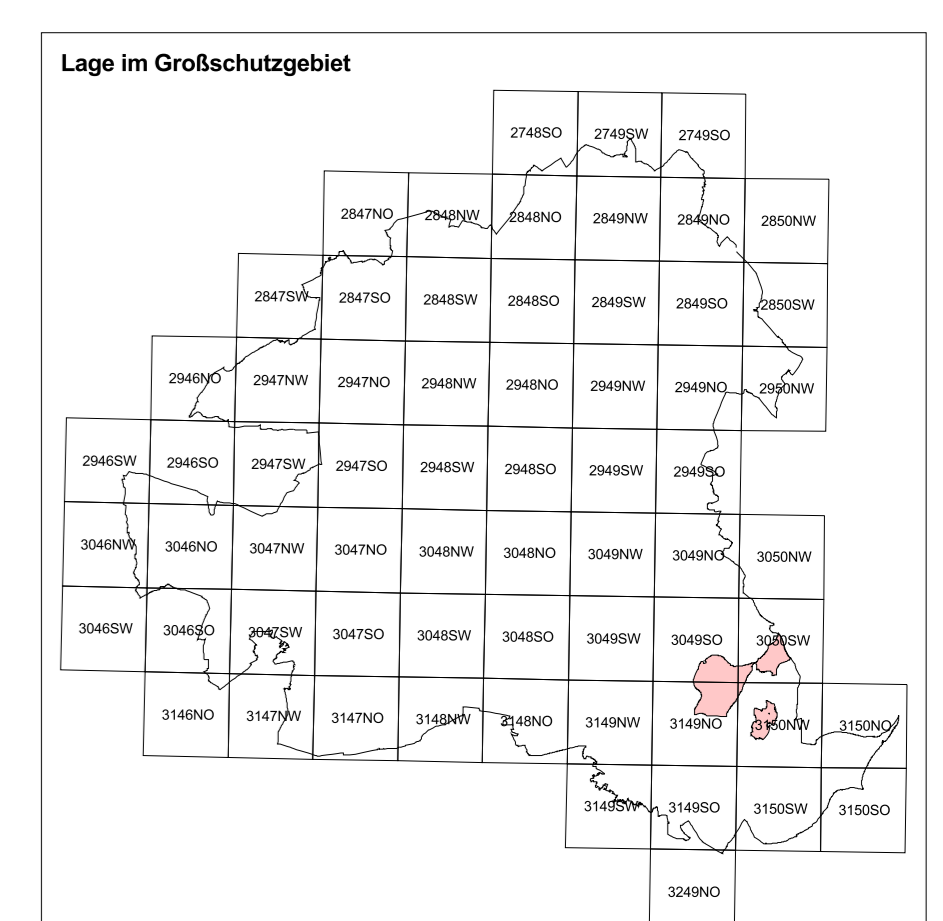 Lage im Großschutzgebiet
2748SO 2749SW 2749SO
2847NO 2848NW 2848NO 2849NW 2849NO 2850NW
2847SW 2847SO 2848SW 2848SO 2849SW 2849SO 2850SW
2946NO 2947NW 2947NO 2948NW 2948NO 2949NW 2949NO 2950NW
2946SW 2946SO 2947SW 2947SO 2948SW 2948SO 2949SW 2949SO
3046NW 3046NO 3047NW 3047NO 3048NW 3048NO 3049NW 3049NO 3050NW
3046SW 3046SO 3047SW 3047SO 3048SW 3048SO 3049SW 3049SO 3050SW
3146NO 3147NW 3147NO 3148NW 3148NO 3149NW 3149NO 3150NW 3150NO
3149SW 3149SO 3150SW 3150SO
3249NO